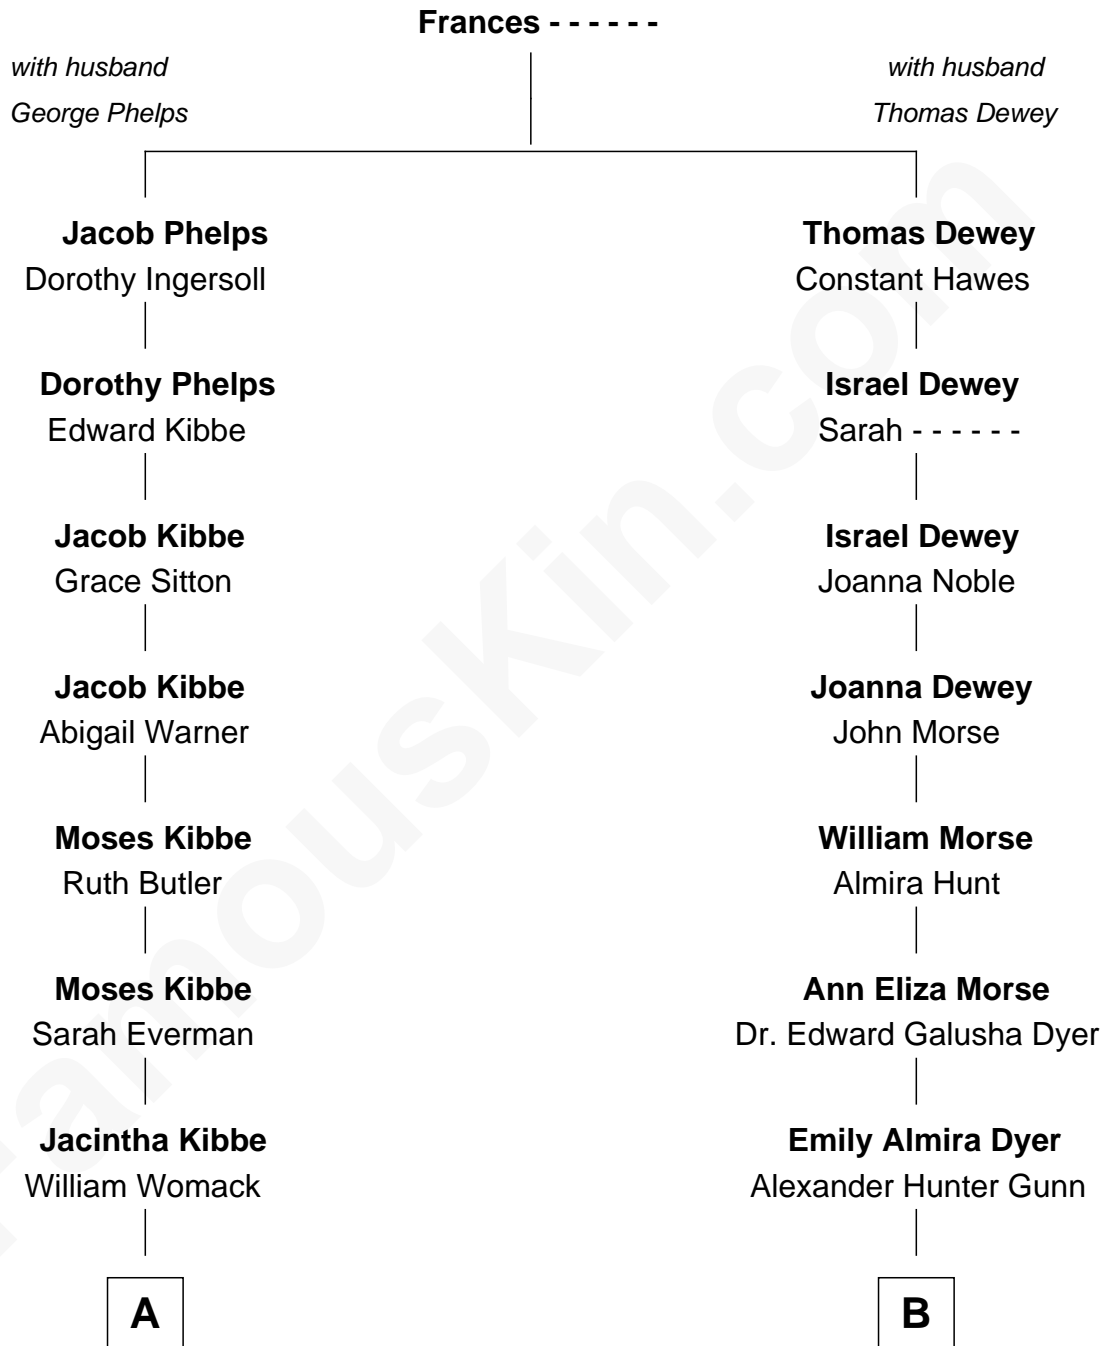 Frances - - - - - -
with husband
George Phelps
with husband
Thomas Dewey
Jacob Phelps
Dorothy Ingersoll
Thomas Dewey
Constant Hawes
Dorothy Phelps
Edward Kibbe
Israel Dewey
Sarah - - - - - -
Jacob Kibbe
Grace Sitton
Israel Dewey
Joanna Noble
Jacob Kibbe
Abigail Warner
Joanna Dewey
John Morse
Moses Kibbe
Ruth Butler
William Morse
Almira Hunt
Moses Kibbe
Sarah Everman
Ann Eliza Morse
Dr. Edward Galusha Dyer
Jacintha Kibbe
William Womack
Emily Almira Dyer
Alexander Hunter Gunn
A
B
FamousKin.com